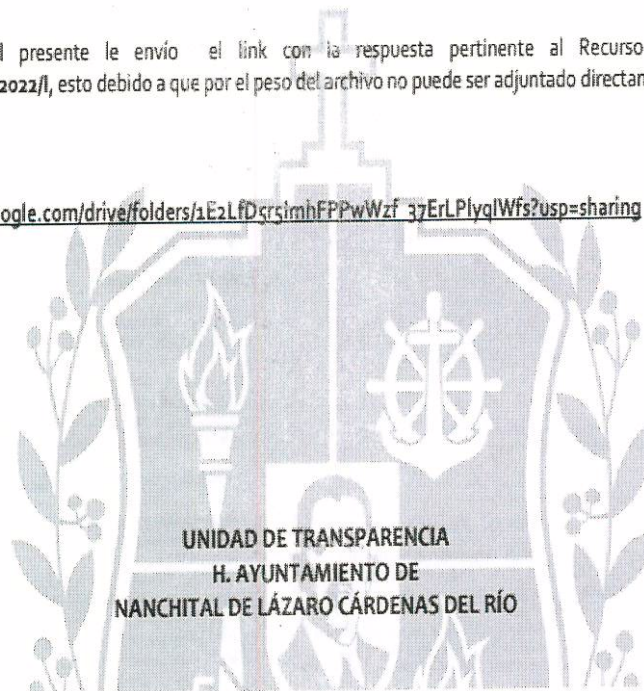 l presente le envío el link con la respuesta pertinente al Recurso
2022/I, esto debido a que por el peso del archivo no puede ser adjuntado directan
ogle.com/drive/folders/1E2LfD5rsimhFPPwWzf_37ErLPlyqlWfs?usp=sharing
UNIDAD DE TRANSPARENCIA
H. AYUNTAMIENTO DE
NANCHITAL DE LÁZARO CÁRDENAS DEL RÍO